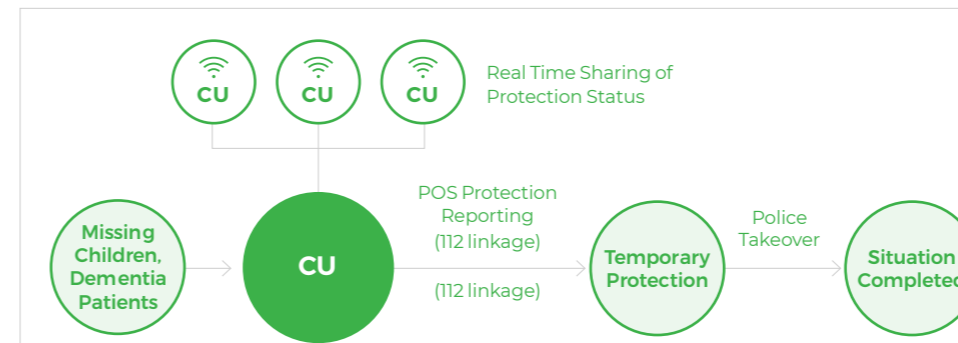 CU
CU
CU
Real Time Sharing of
Protection Status
Missing
Children,
Dementia
Patients
CU
POS Protection
Reporting
(112 linkage)
(112 linkage)
Temporary
Protection
Police
Takeover
Situation
Completed